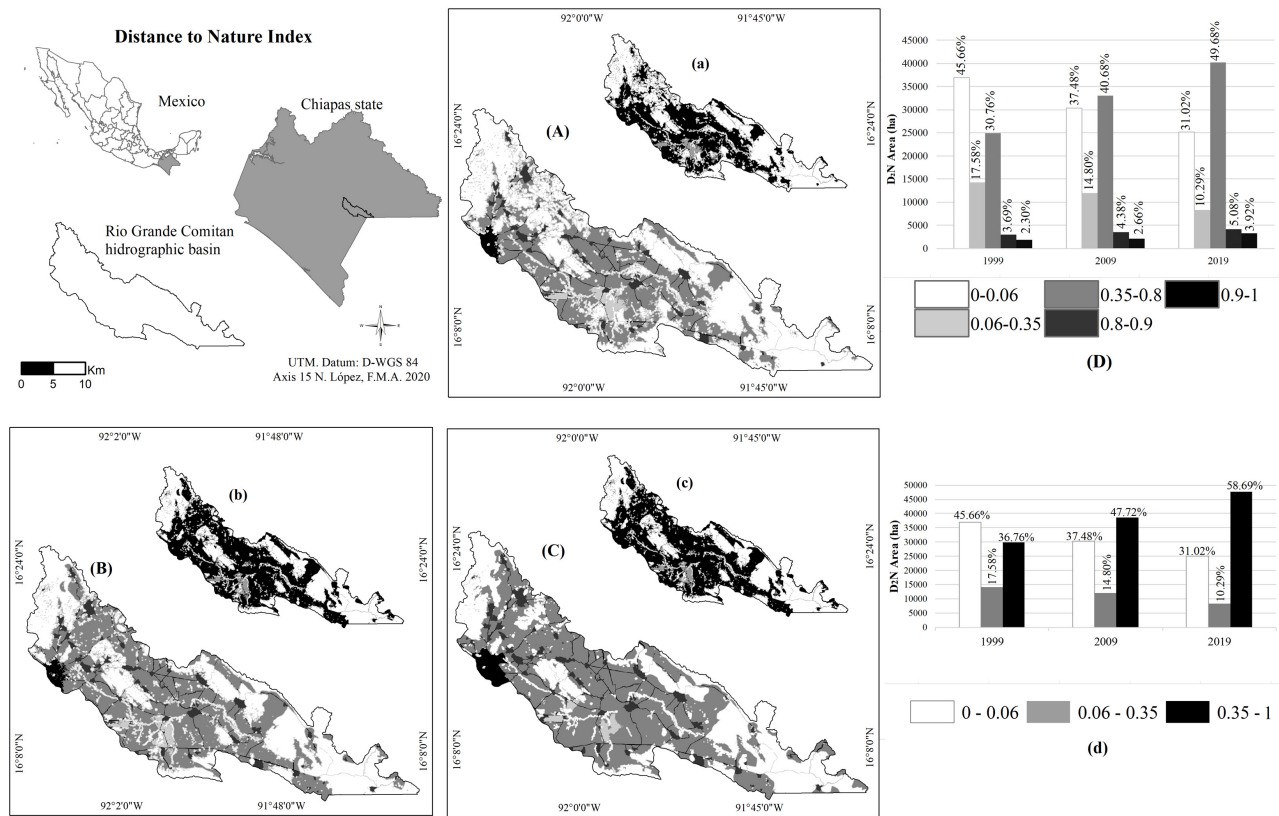 Distance to Nature Index
Mexico
Chiapas state
Rio Grande Comitan
hidrographic basin
0 5 10 Km
UTM. Datum: D-WGS 84
Axis 15 N. López, F.M.A. 2020
92°0'0"W 91°45'0"W
(a)
(A)
16°24'0"N
16°8'0"N
16°24'0"N
16°8'0"N
92°0'0"W 91°45'0"W
D2N Area (ha)
45000
40000
35000
30000
25000
20000
15000
10000
5000
0
45.66%
17.58%
30.76%
3.69%
2.30%
37.48%
14.80%
40.68%
4.38%
2.66%
31.02%
10.29%
49.68%
5.08%
3.92%
1999 2009 2019
0-0.06 0.35-0.8 0.9-1
0.06-0.35 0.8-0.9
(D)
92°2'0"W 91°48'0"W
(b)
(B)
16°24'0"N
16°8'0"N
92°2'0"W 91°48'0"W
92°0'0"W 91°45'0"W
(c)
(C)
16°24'0"N
16°8'0"N
16°24'0"N
16°8'0"N
92°0'0"W 91°45'0"W
D2N Area (ha)
50000
45000
40000
35000
30000
25000
20000
15000
10000
5000
0
45.66%
17.58%
36.76%
37.48%
14.80%
47.72%
31.02%
10.29%
58.69%
1999 2009 2019
0 - 0.06 0.06 - 0.35 0.35 - 1
(d)